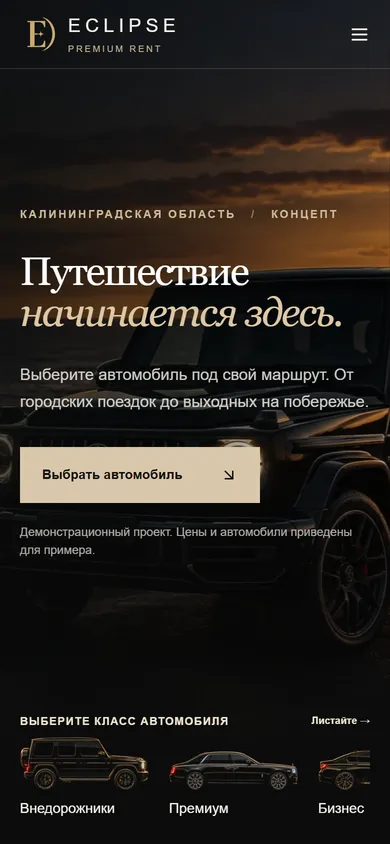 ECLIPSE
PREMIUM RENT
КАЛИНИНГРАДСКАЯ ОБЛАСТЬ / КОНЦЕПТ
Путешествие
начинается здесь.
Выберите автомобиль под свой маршрут. От
городских поездок до выходных на побережье.
Выбрать автомобиль
Демонстрационный проект. Цены и автомобили приведены
для примера.
ВЫБЕРИТЕ КЛАСС АВТОМОБИЛЯ
Листайте →
Внедорожники
Премиум
Бизнес